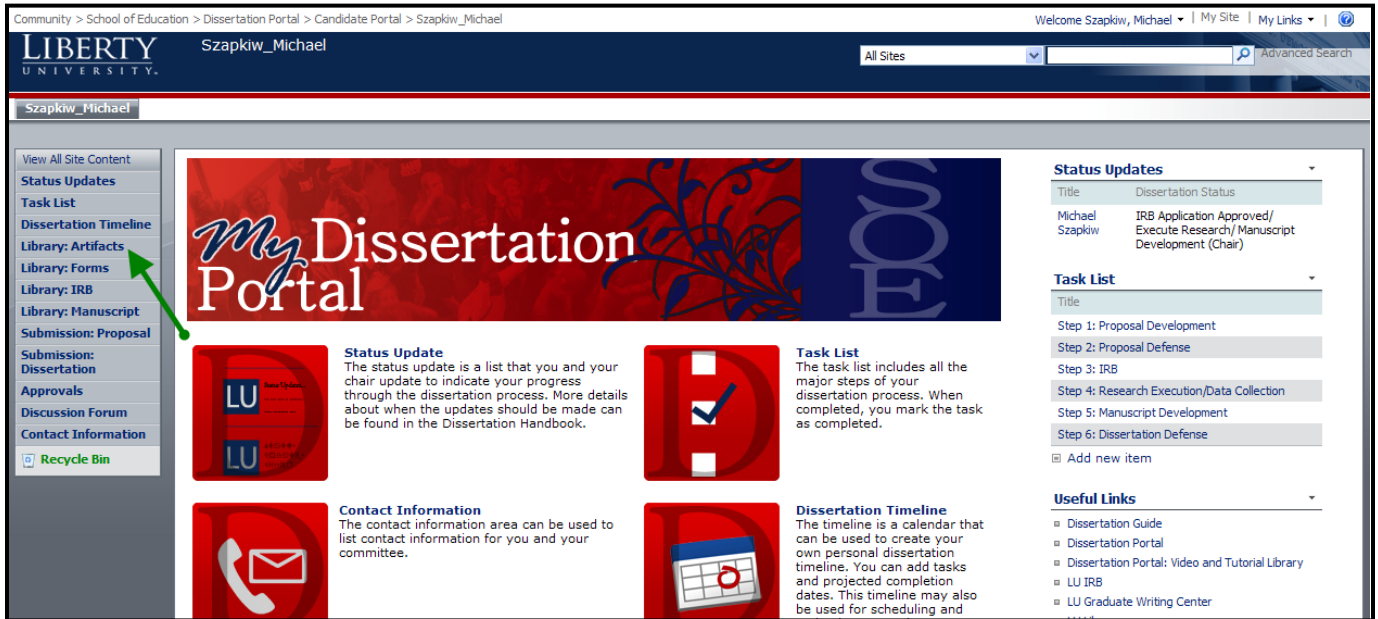 Community > School of Education > Dissertation Portal > Candidate Portal > Szapkiw_Michael
Welcome Szapkiw, Michael | My Site | My Links |
LIBERTY
UNIVERSITY.
Szapkiw_Michael
All Sites
Advanced Search
Szapkiw_Michael
View All Site Content
Status Updates
Task List
Dissertation Timeline
Library: Artifacts
Library: Forms
Library: IRB
Library: Manuscript
Submission: Proposal
Submission:
Dissertation
Approvals
Discussion Forum
Contact Information
Recycle Bin
My Dissertation
Portal
SOE
D
LU
LU
Status Update
The status update is a list that you and your
chair update to indicate your progress
through the dissertation process. More details
about when the updates should be made can
be found in the Dissertation Handbook.
D
Task List
The task list includes all the
major steps of your
dissertation process. When
completed, you mark the task
as completed.
D
Contact Information
The contact information area can be used to
list contact information for you and your
committee.
D
Dissertation Timeline
The timeline is a calendar that
can be used to create your
own personal dissertation
timeline. You can add tasks
and projected completion
dates. This timeline may also
be used for scheduling and
Status Updates
Title Dissertation Status
Michael IRB Application Approved/
Szapkiw Execute Research/ Manuscript
Development (Chair)
Task List
Title
Step 1: Proposal Development
Step 2: Proposal Defense
Step 3: IRB
Step 4: Research Execution/Data Collection
Step 5: Manuscript Development
Step 6: Dissertation Defense
Add new item
Useful Links
Dissertation Guide
Dissertation Portal
Dissertation Portal: Video and Tutorial Library
LU IRB
LU Graduate Writing Center